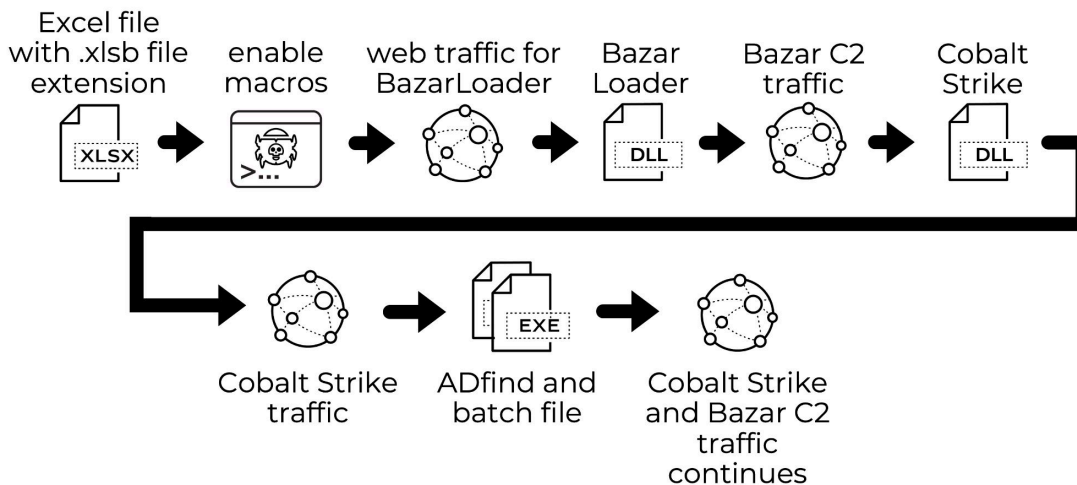 Excel file
with .xlsb file
extension
enable
macros
web traffic for
BazarLoader
Bazar
Loader
Bazar C2
traffic
Cobalt
Strike
XLSX
>...
DLL
DLL
EXE
Cobalt Strike
traffic
ADfind and
batch file
Cobalt Strike
and Bazar C2
traffic
continues